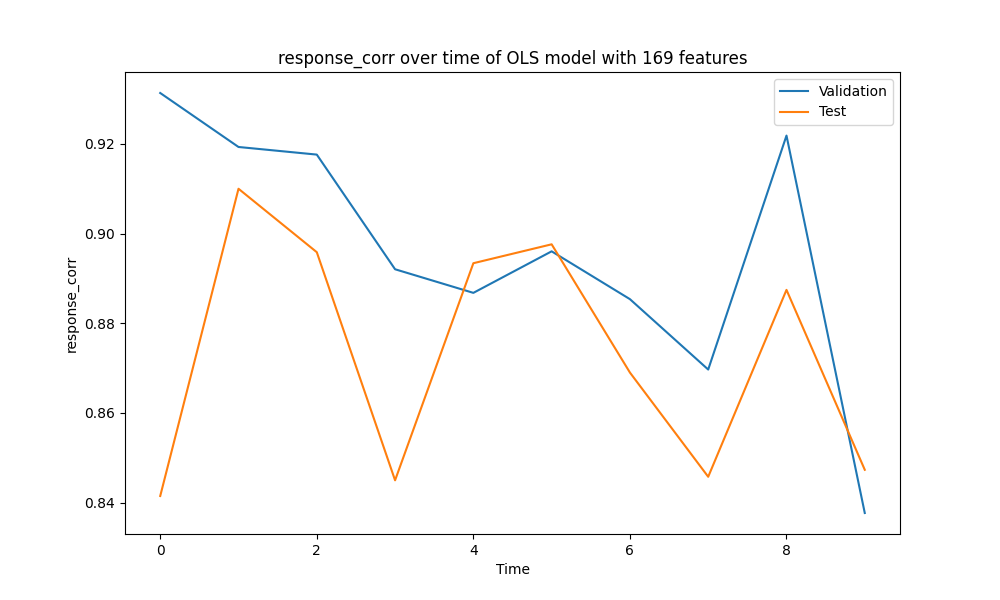 response_corr over time of OLS model with 169 features
Validation
Test
0.92
0.90
0.88
0.86
0.84
response_corr
0
2
4
6
8
Time